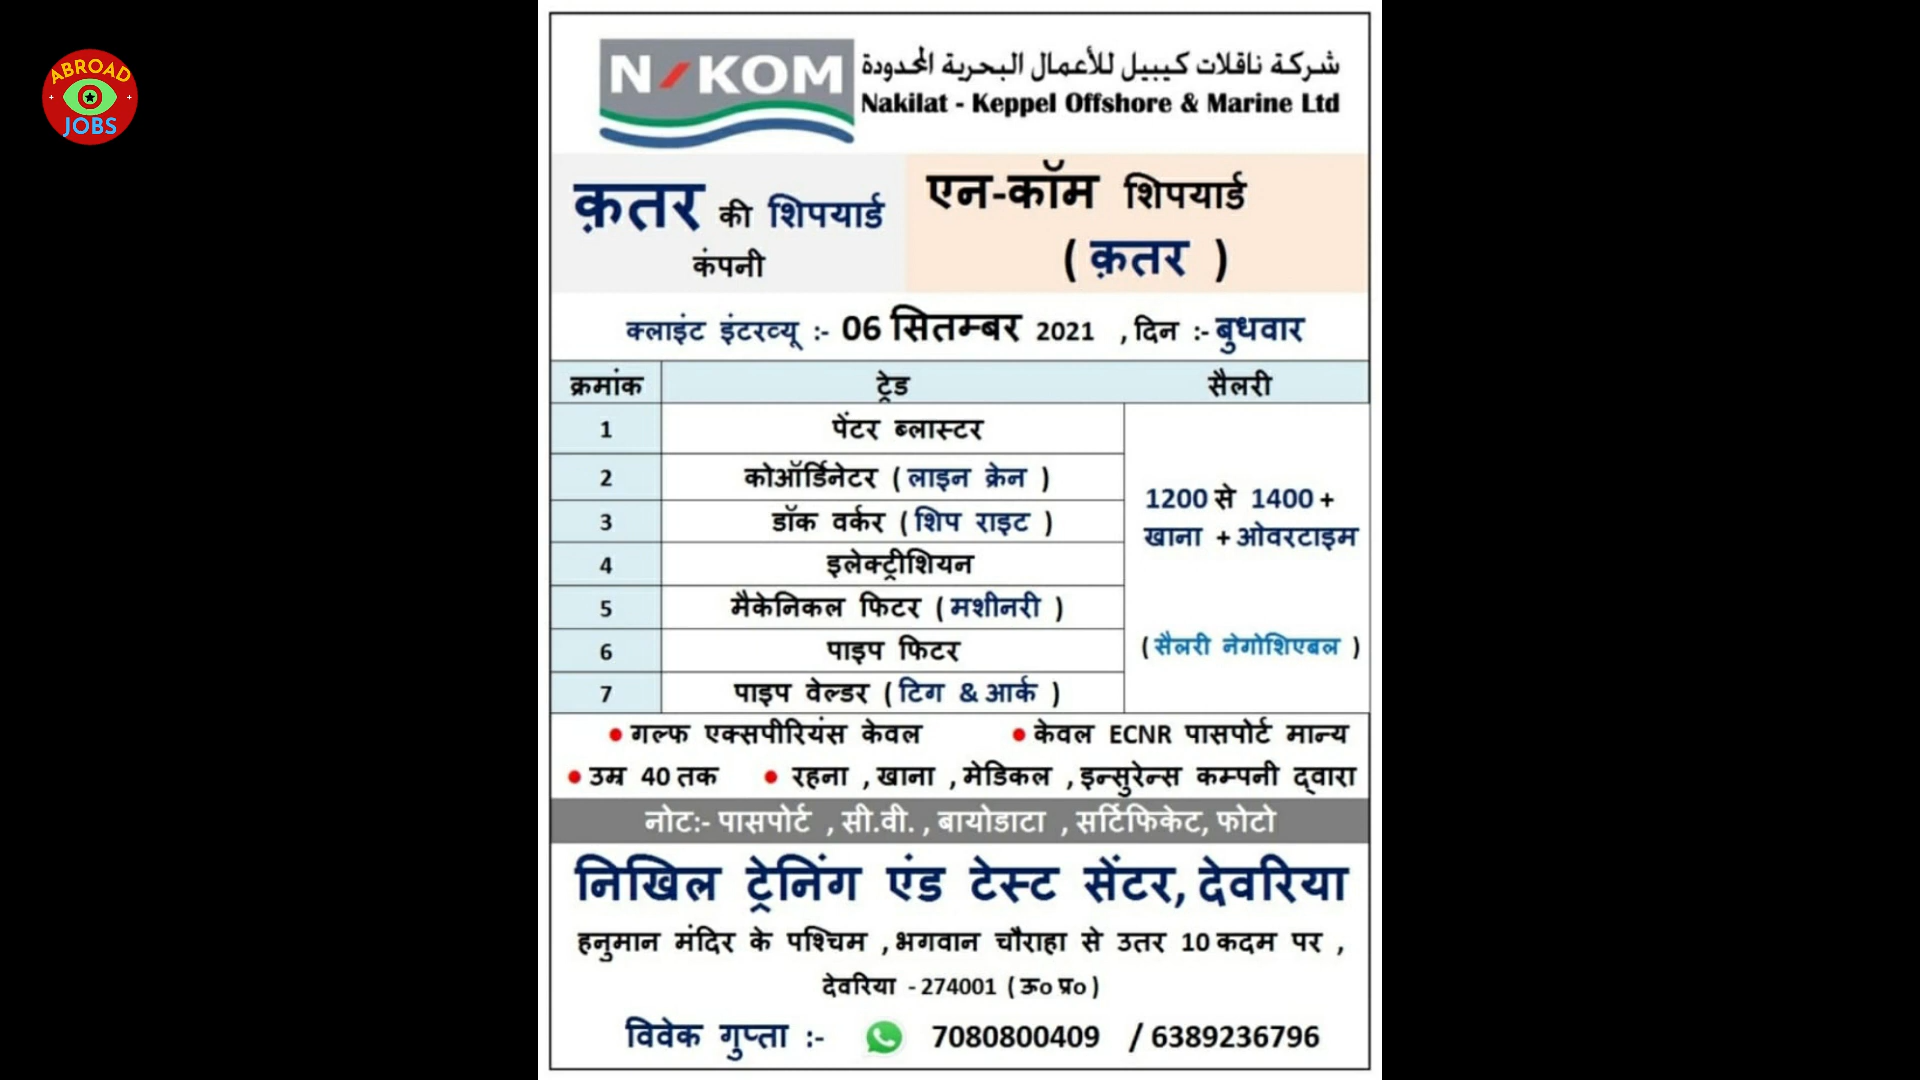 ABROAD
JOBS
N KOM
شركة ناقلات كيبيل للأعمال البحرية المحدودة
Nakilat - Keppel Offshore & Marine Ltd
क़तर की शिपयार्ड
कंपनी
एन-कॉम शिपयार्ड
( क़तर )
क्लाइंट इंटरव्यू :- 06 सितम्बर 2021 , दिन :- बुधवार
क्रमांक ट्रेड सैलरी
1 पेंटर ब्लास्टर
2 कोऑर्डिनेटर ( लाइन क्रेन )
3 डॉक वर्कर ( शिप राइट )
4 इलेक्ट्रीशियन
5 मैकेनिकल फिटर ( मशीनरी )
6 पाइप फिटर
7 पाइप वेल्डर ( टिग & आर्क )
1200 से 1400 +
खाना + ओवरटाइम
( सैलरी नेगोशिएबल )
• गल्फ एक्सपीरियंस केवल • केवल ECNR पासपोर्ट मान्य
• उम्र 40 तक • रहना , खाना , मेडिकल , इन्सुरेन्स कम्पनी द्वारा
नोट:- पासपोर्ट , सी.वी. , बायोडाटा , सर्टिफिकेट, फोटो
निखिल ट्रेनिंग एंड टेस्ट सेंटर, देवरिया
हनुमान मंदिर के पश्चिम , भगवान चौराहा से उतर 10 कदम पर ,
देवरिया - 274001 ( ऊo प्रo )
विवेक गुप्ता :- 7080800409 / 6389236796